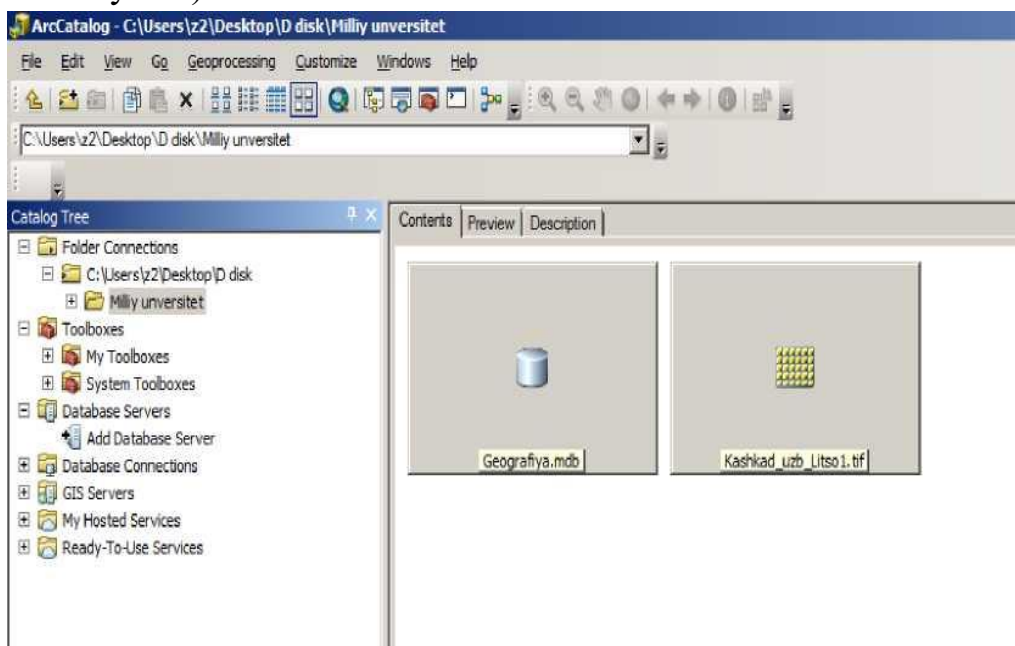 ArcCatalog - C:\Users\z2\Desktop\D disk\Milliy unversitet
File Edit View Go Geoprocessing Customize Windows Help
C:\Users\z2\Desktop\D disk\Milliy unversitet
Catalog Tree
Contents Preview Description
Folder Connections
C:\Users\z2\Desktop\D disk
Milliy unversitet
Toolboxes
My Toolboxes
System Toolboxes
Database Servers
Add Database Server
Database Connections
GIS Servers
My Hosted Services
Ready-To-Use Services
Geografiya.mdb
Kashkad_uzb_Litso1.tif